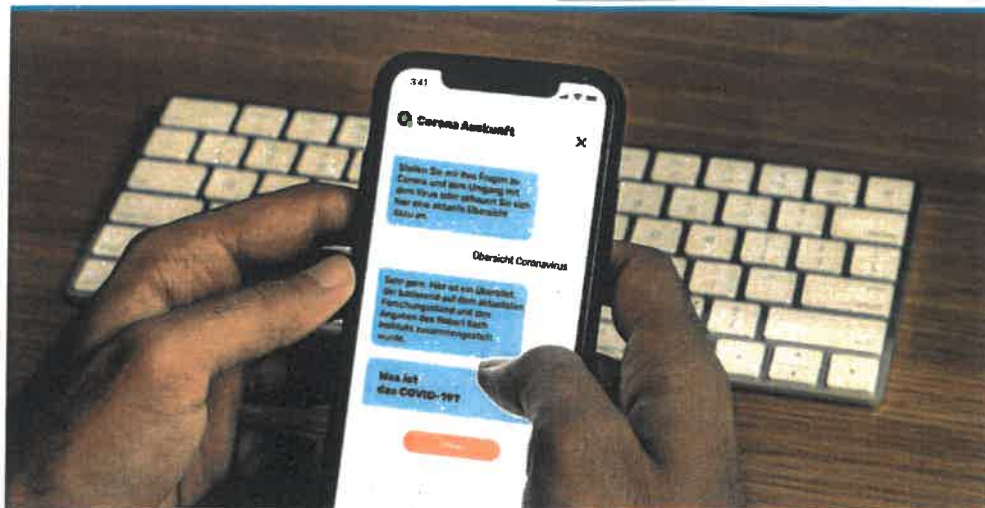 3:41
Corona Auskunft
Stellen Sie mir Ihre Fragen zu
Corona und dem Umgang mit
dem Virus oder schauen Sie sich
hier eine aktuelle Übersicht
dazu an.
Übersicht Coronavirus
Sehr gern. Hier ist ein Überblick,
der basierend auf dem aktuellsten
Forschungsstand und den
Angaben des Robert Koch
Instituts zusammengestellt
wurde.
Was ist
das COVID-19?